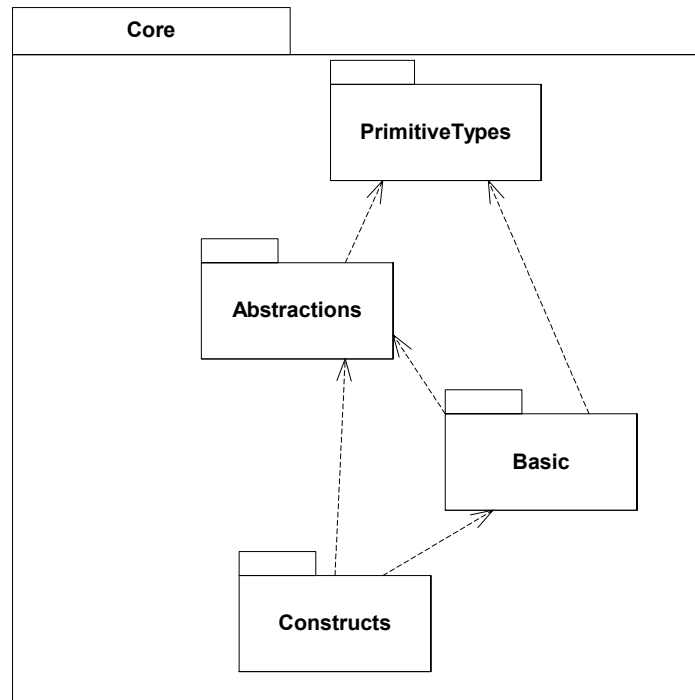 Core
PrimitiveTypes
Abstractions
Basic
Constructs